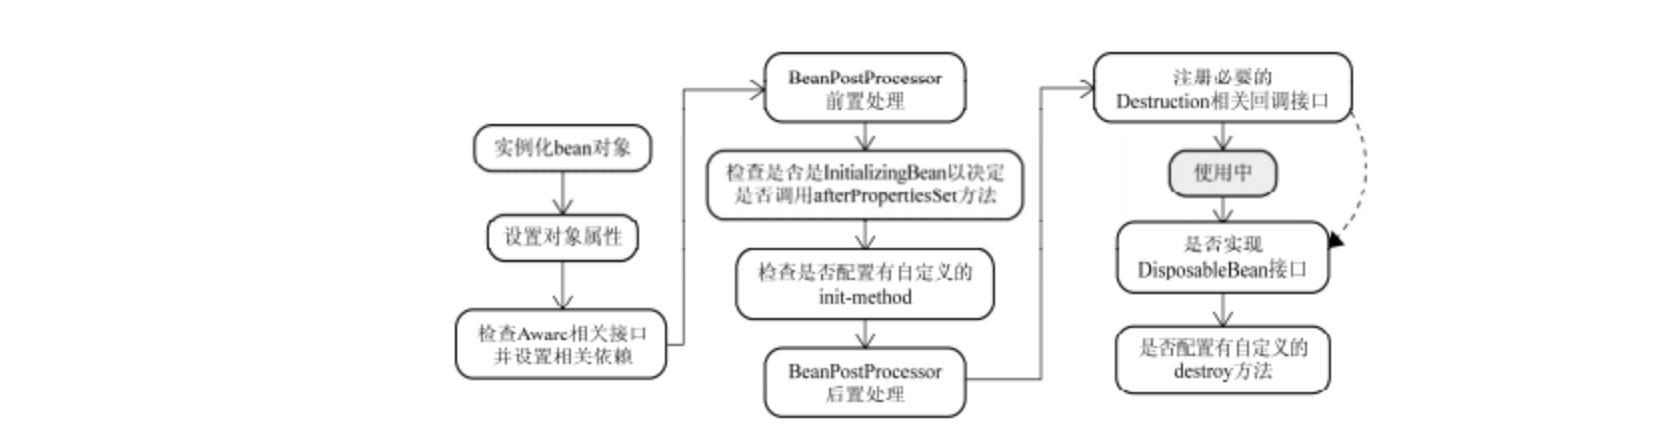 实例化bean对象
设置对象属性
检查Aware相关接口
并设置相关依赖
BeanPostProcessor
前置处理
检查是否是InitializingBean以决定
是否调用afterPropertiesSet方法
检查是否配置有自定义的
init-method
BeanPostProcessor
后置处理
注册必要的
Destruction相关回调接口
使用中
是否实现
DisposableBean接口
是否配置有自定义的
destroy方法